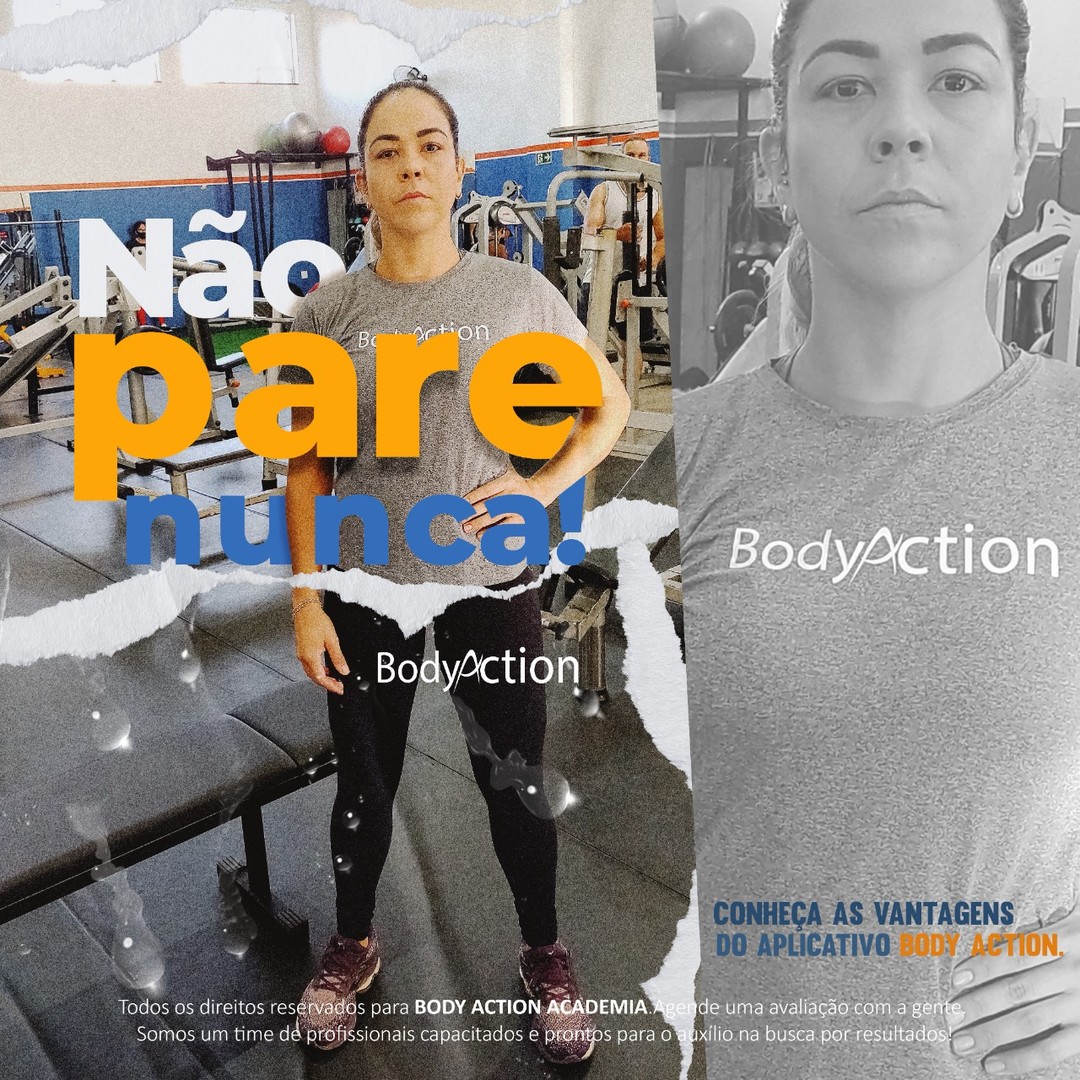 Não
BodyAction
pare
nunca!
BodyAction
BodyAction
CONHEÇA AS VANTAGENS
DO APLICATIVO BODY ACTION.
Todos os direitos reservados para BODY ACTION ACADEMIA.Agende uma avaliação com a gente.
Somos um time de profissionais capacitados e prontos para o auxílio na busca por resultados!